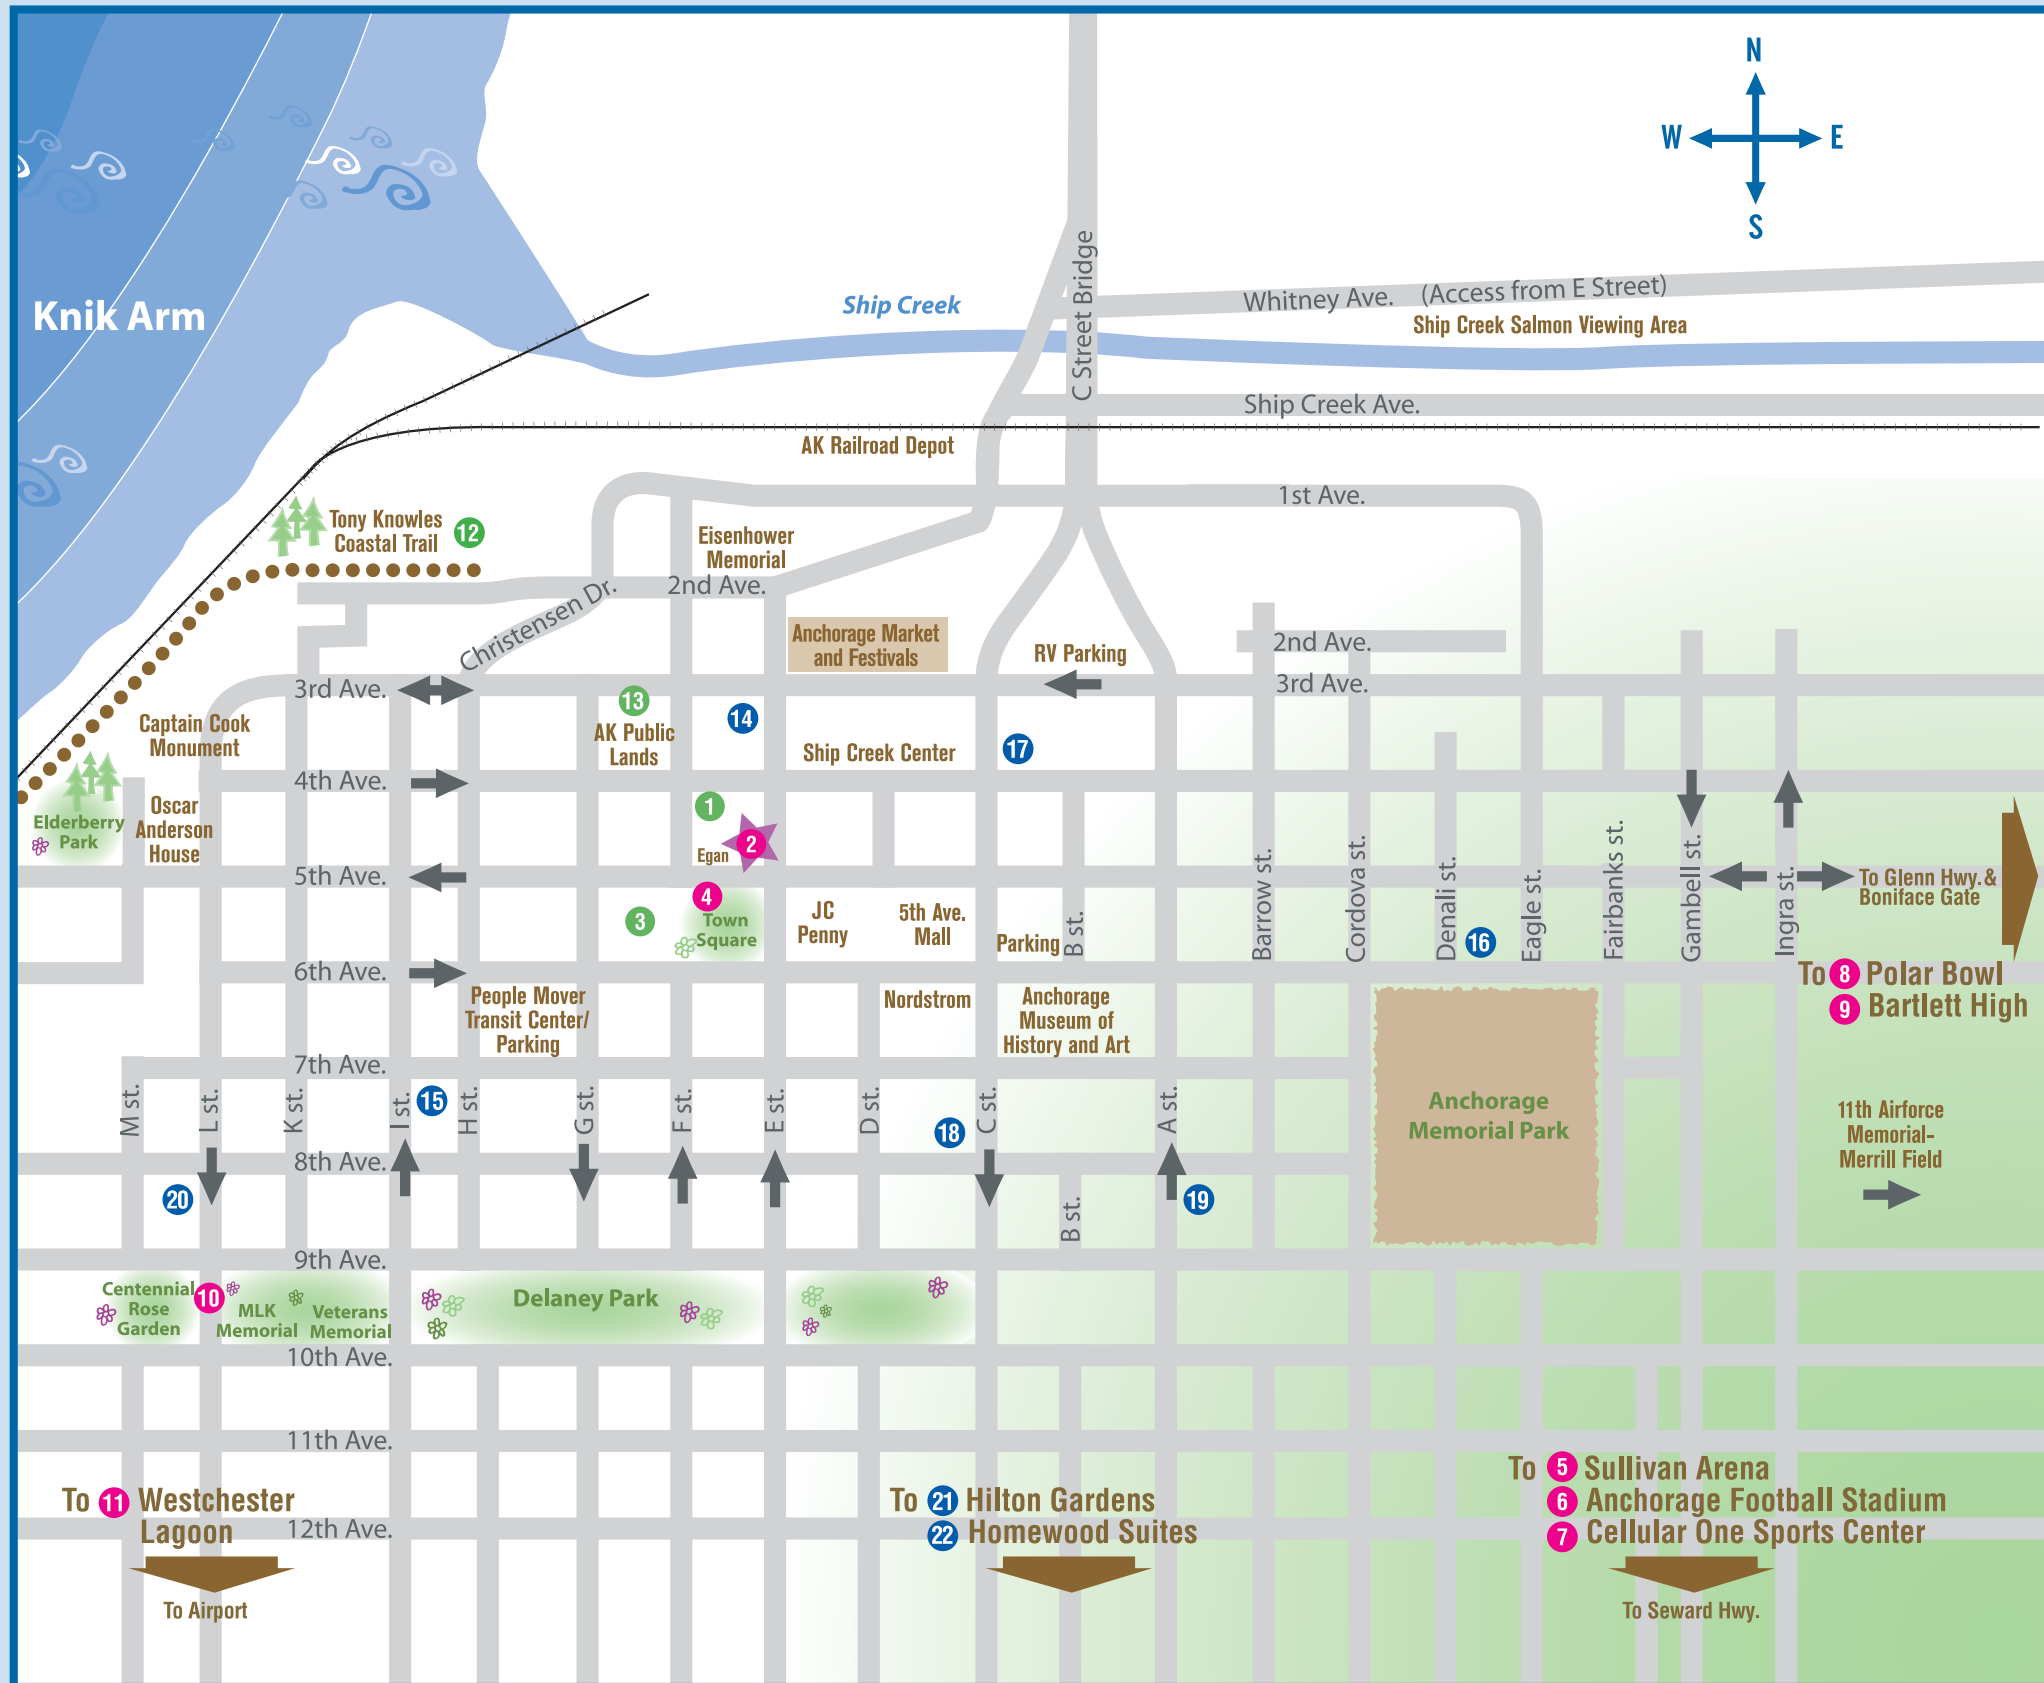 N
W
E
S
Knik Arm
Ship Creek
C Street Bridge
Whitney Ave. (Access from E Street)
Ship Creek Salmon Viewing Area
Ship Creek Ave.
AK Railroad Depot
1st Ave.
Tony Knowles
Coastal Trail
12
Eisenhower
Memorial
2nd Ave.
Christensen Dr.
Anchorage Market
and Festivals
RV Parking
2nd Ave.
3rd Ave.
3rd Ave.
13
AK Public
Lands
14
Captain Cook
Monument
Ship Creek Center
17
4th Ave.
Oscar
Anderson
House
Elderberry
Park
1
2
Egan
5th Ave.
4
3
Town
Square
JC
Penny
5th Ave.
Mall
Parking
B st.
Barrow st.
Cordova st.
Denali st.
16
Eagle st.
Fairbanks st.
Gambell st.
Ingra st.
To Glenn Hwy.&
Boniface Gate
6th Ave.
To 8 Polar Bowl
9 Bartlett High
People Mover
Transit Center/
Parking
Nordstrom
Anchorage
Museum of
History and Art
7th Ave.
M st.
L st.
K st.
I st.
15
H st.
G st.
F st.
E st.
D st.
18
C st.
A st.
Anchorage
Memorial Park
11th Airforce
Memorial-
Merrill Field
8th Ave.
20
B st.
19
9th Ave.
Centennial
Rose
Garden
10
MLK
Memorial
Veterans
Memorial
Delaney Park
10th Ave.
11th Ave.
To 11 Westchester
Lagoon
12th Ave.
To Airport
To 21 Hilton Gardens
22 Homewood Suites
To 5 Sullivan Arena
6 Anchorage Football Stadium
7 Cellular One Sports Center
To Seward Hwy.